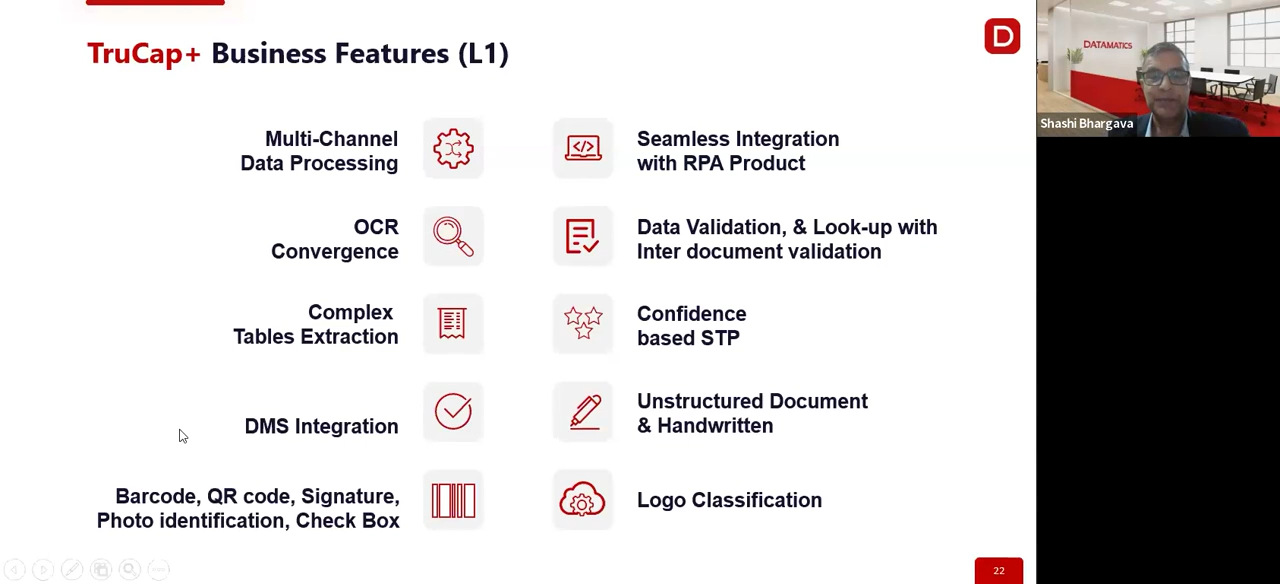 TruCap+ Business Features (L1)
D
DATAMATICS
Shashi Bhargava
Multi-Channel
Data Processing
Seamless Integration
with RPA Product
OCR
Convergence
Data Validation, & Look-up with
Inter document validation
Complex
Tables Extraction
Confidence
based STP
DMS Integration
Unstructured Document
& Handwritten
Barcode, QR code, Signature,
Photo identification, Check Box
Logo Classification
22